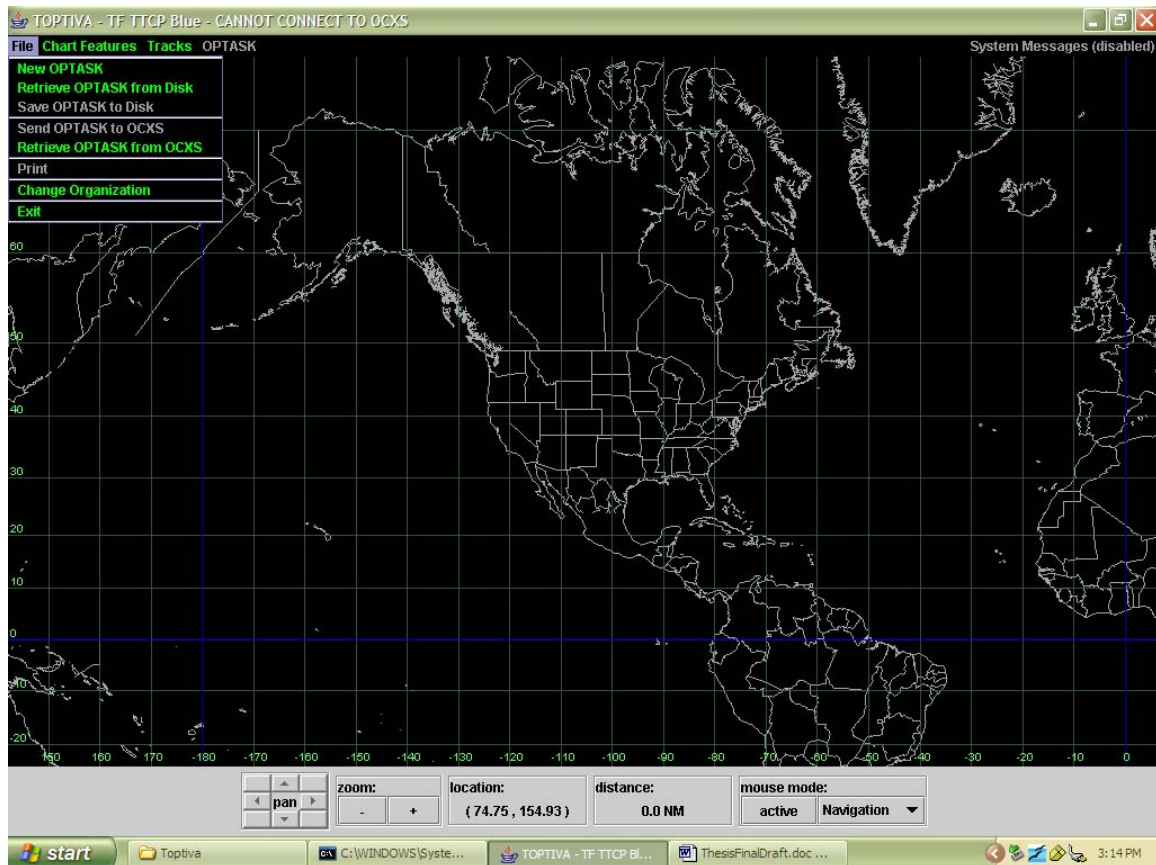 TOPTIVA - TF TTCP Blue - CANNOT CONNECT TO OCXS
File Chart Features Tracks OPTASK System Messages (disabled)
New OPTASK
Retrieve OPTASK from Disk
Save OPTASK to Disk
Send OPTASK to OCXS
Retrieve OPTASK from OCXS
Print
Change Organization
Exit
60
50
40
30
20
10
0
-10
-20
150 160 170 180 -170 -160 -150 -140 -130 -120 -110 -100 -90 -80 -70 -60 -50 -40 -30 -20 -10 0
pan
zoom: location: distance: mouse mode:
- + ( 74.75 , 154.93 ) 0.0 NM active Navigation
start Toptiva C:\WINDOWS\Syste... TOPTIVA - TF TTCP Bl... ThesisFinalDraft.doc ... 3:14 PM